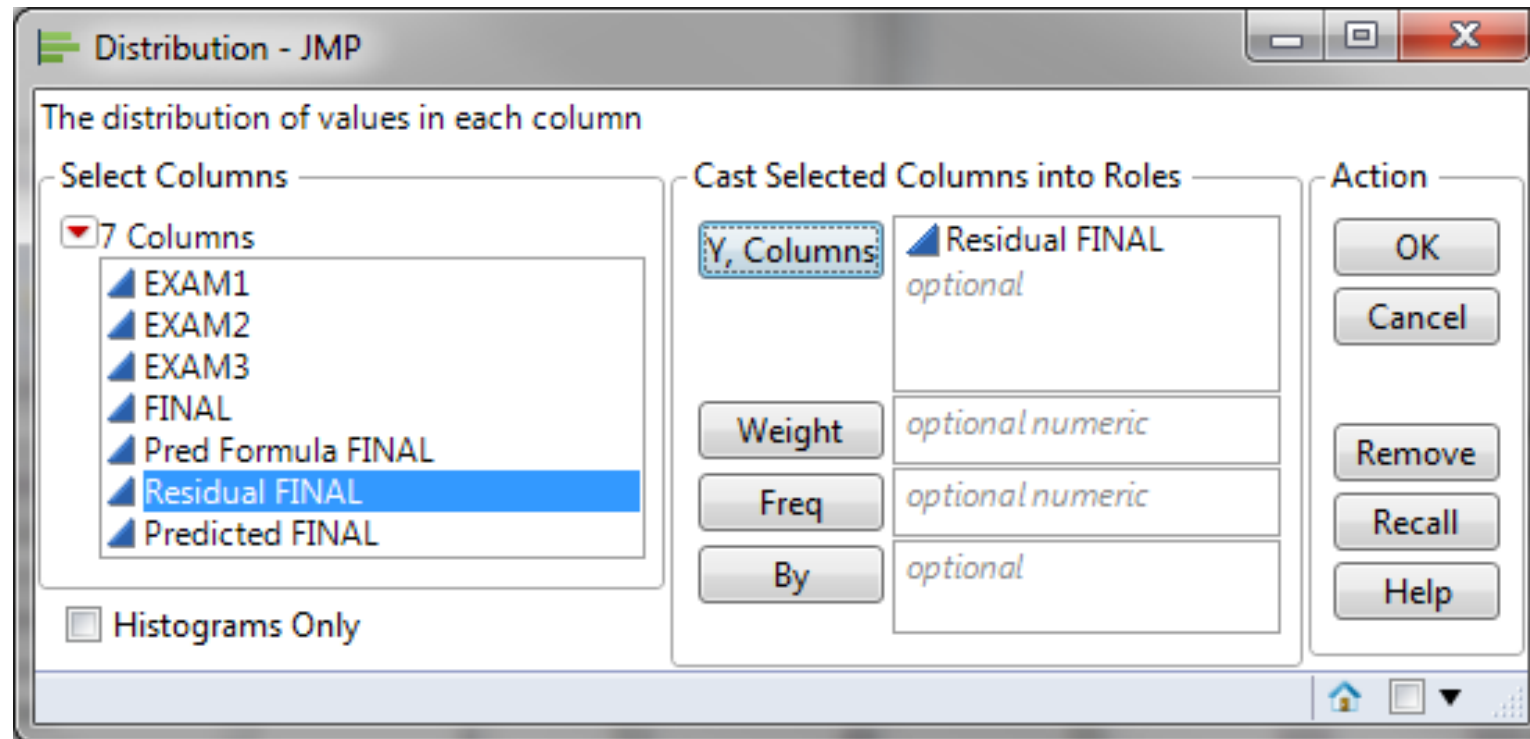 Distribution - JMP
The distribution of values in each column
Select Columns
7 Columns
EXAM1
EXAM2
EXAM3
FINAL
Pred Formula FINAL
Residual FINAL
Predicted FINAL
Histograms Only
Cast Selected Columns into Roles
Y, Columns
Residual FINAL
optional
Weight
optional numeric
Freq
optional numeric
By
optional
Action
OK
Cancel
Remove
Recall
Help